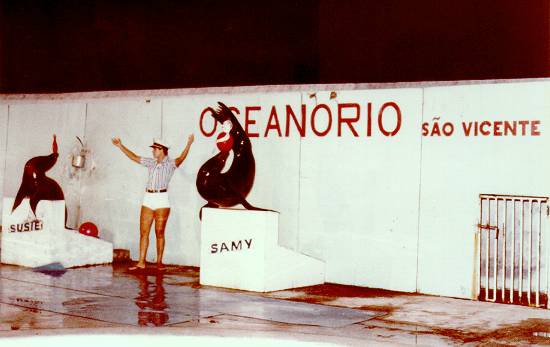 OCEANORIO
SÃO VICENTE
SUSIE
SAMY